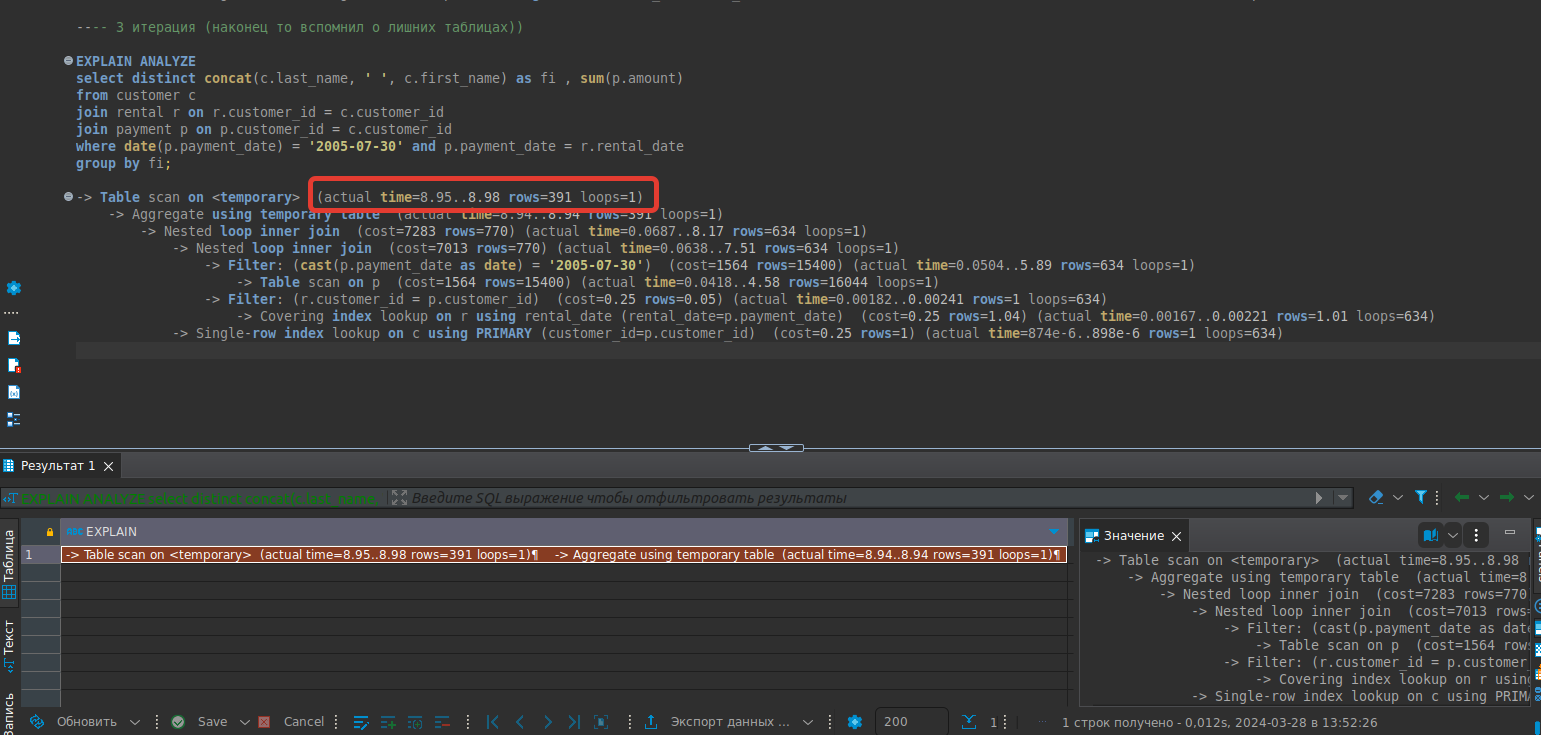 ---- 3 итерация (наконец то вспомнил о лишних таблицах))
EXPLAIN ANALYZE
select distinct concat(c.last_name, ' ', c.first_name) as fi , sum(p.amount)
from customer c
join rental r on r.customer_id = c.customer_id
join payment p on p.customer_id = c.customer_id
where date(p.payment_date) = '2005-07-30' and p.payment_date = r.rental_date
group by fi;
-> Table scan on <temporary> (actual time=8.95..8.98 rows=391 loops=1)
-> Aggregate using temporary table (actual time=8.94..8.94 rows=391 loops=1)
-> Nested loop inner join (cost=7283 rows=770) (actual time=0.0687..8.17 rows=634 loops=1)
-> Nested loop inner join (cost=7013 rows=770) (actual time=0.0638..7.51 rows=634 loops=1)
-> Filter: (cast(p.payment_date as date) = '2005-07-30') (cost=1564 rows=15400) (actual time=0.0504..5.89 rows=634 loops=1)
-> Table scan on p (cost=1564 rows=15400) (actual time=0.0418..4.58 rows=16044 loops=1)
-> Filter: (r.customer_id = p.customer_id) (cost=0.25 rows=0.05) (actual time=0.00182..0.00241 rows=1 loops=634)
-> Covering index lookup on r using rental_date (rental_date=p.payment_date) (cost=0.25 rows=1.04) (actual time=0.00167..0.00221 rows=1.01 loops=634)
-> Single-row index lookup on c using PRIMARY (customer_id=p.customer_id) (cost=0.25 rows=1) (actual time=874e-6..898e-6 rows=1 loops=634)
Результат 1
EXPLAIN ANALYZE select distinct concat(c.last_name, Введите SQL выражение чтобы отфильтровать результаты
EXPLAIN
1 -> Table scan on <temporary> (actual time=8.95..8.98 rows=391 loops=1)¶ -> Aggregate using temporary table (actual time=8.94..8.94 rows=391 loops=1)¶
Таблица
Текст
Запись
Значение
-> Table scan on <temporary> (actual time=8.95..8.98
-> Aggregate using temporary table (actual time=8
-> Nested loop inner join (cost=7283 rows=770
-> Nested loop inner join (cost=7013 rows=
-> Filter: (cast(p.payment_date as date
-> Table scan on p (cost=1564 rows
-> Filter: (r.customer_id = p.customer_
-> Covering index lookup on r using
-> Single-row index lookup on c using PRIMA
Обновить Save Cancel Экспорт данных ... 200 1 1 строк получено - 0,012s, 2024-03-28 в 13:52:26